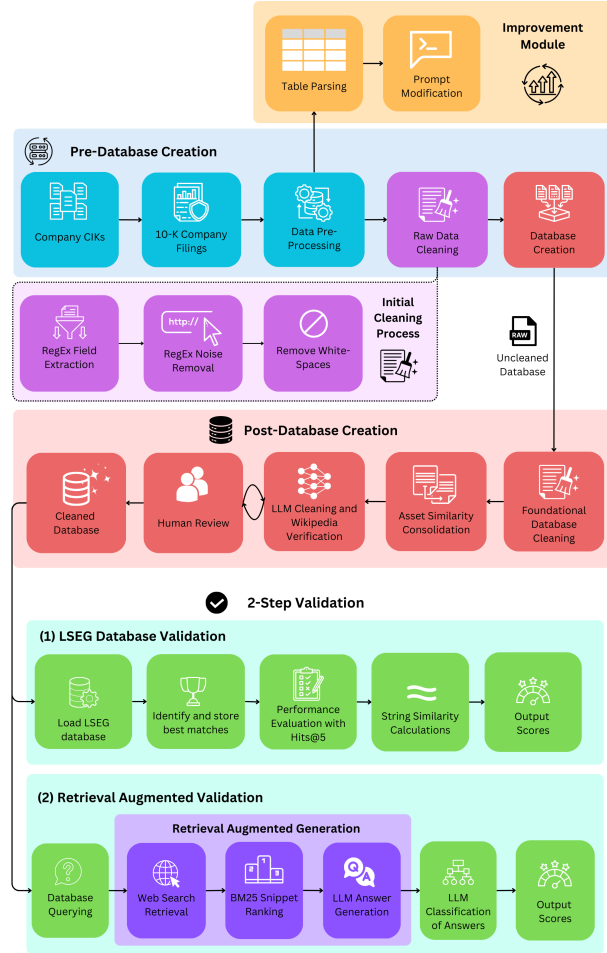 Improvement
Module
Table Parsing
Prompt
Modification
Pre-Database Creation
Company CIKs
10-K Company
Filings
Data Pre-
Processing
Raw Data
Cleaning
Database
Creation
RegEx Field
Extraction
http://
RegEx Noise
Removal
Remove White-
Spaces
Initial
Cleaning
Process
RAW
Uncleaned
Database
Post-Database Creation
Cleaned
Database
Human Review
LLM Cleaning and
Wikipedia
Verification
Asset Similarity
Consolidation
Foundational
Database
Cleaning
2-Step Validation
(1) LSEG Database Validation
Load LSEG
database
Identify and store
best matches
Performance
Evaluation with
Hits@5
String Similarity
Calculations
Output
Scores
(2) Retrieval Augmented Validation
Retrieval Augmented Generation
?
Database
Querying
Web Search
Retrieval
2 1 3
BM25 Snippet
Ranking
Q A
LLM Answer
Generation
LLM
Classification
of Answers
Output
Scores